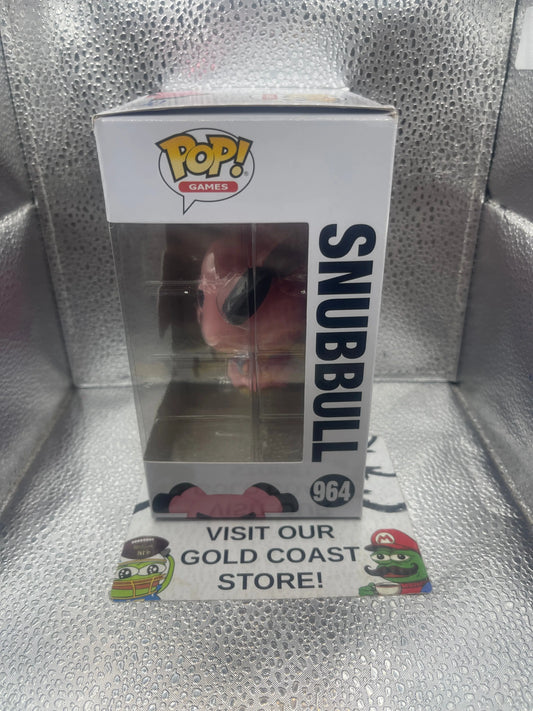 POP!
GAMES
SNUBBULL
964
VISIT OUR
GOLD COAST
STORE!